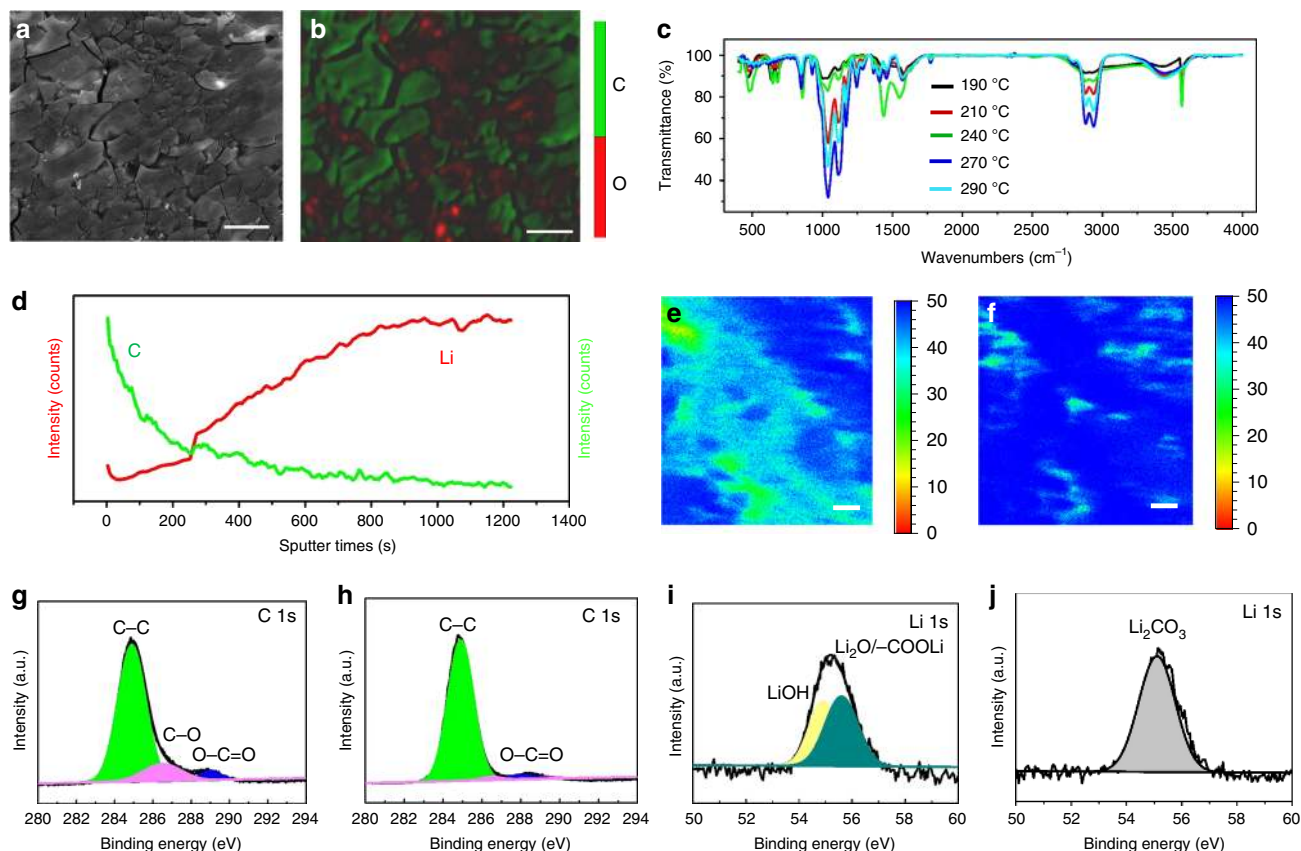 a
b
C
O
c
Transmittance (%)
100
80
60
40
190 °C
210 °C
240 °C
270 °C
290 °C
500 1000 1500 2000 2500 3000 3500 4000
Wavenumbers (cm⁻¹)
d
Intensity (counts)
C
Li
Intensity (counts)
0 200 400 600 800 1000 1200 1400
Sputter times (s)
e
50
40
30
20
10
0
f
50
40
30
20
10
0
g
C 1s
C–C
C–O
O–C=O
Intensity (a.u.)
280 282 284 286 288 290 292 294
Binding energy (eV)
h
C 1s
C–C
O–C=O
Intensity (a.u.)
280 282 284 286 288 290 292 294
Binding energy (eV)
i
Li 1s
Li₂O/–COOLi
LiOH
Intensity (a.u.)
50 52 54 56 58 60
Binding energy (eV)
j
Li 1s
Li₂CO₃
Intensity (a.u.)
50 52 54 56 58 60
Binding energy (eV)